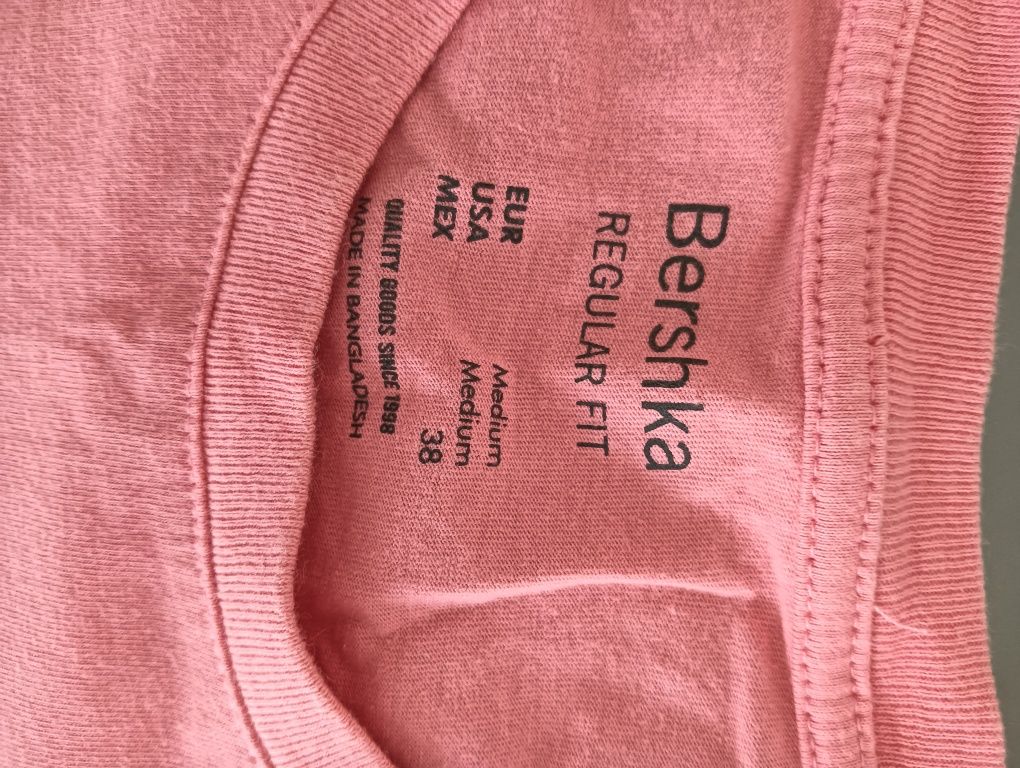 Bershka
REGULAR FIT
EUR Medium
USA Medium
MEX 38
QUALITY GOODS SINCE 1998
MADE IN BANGLADESH